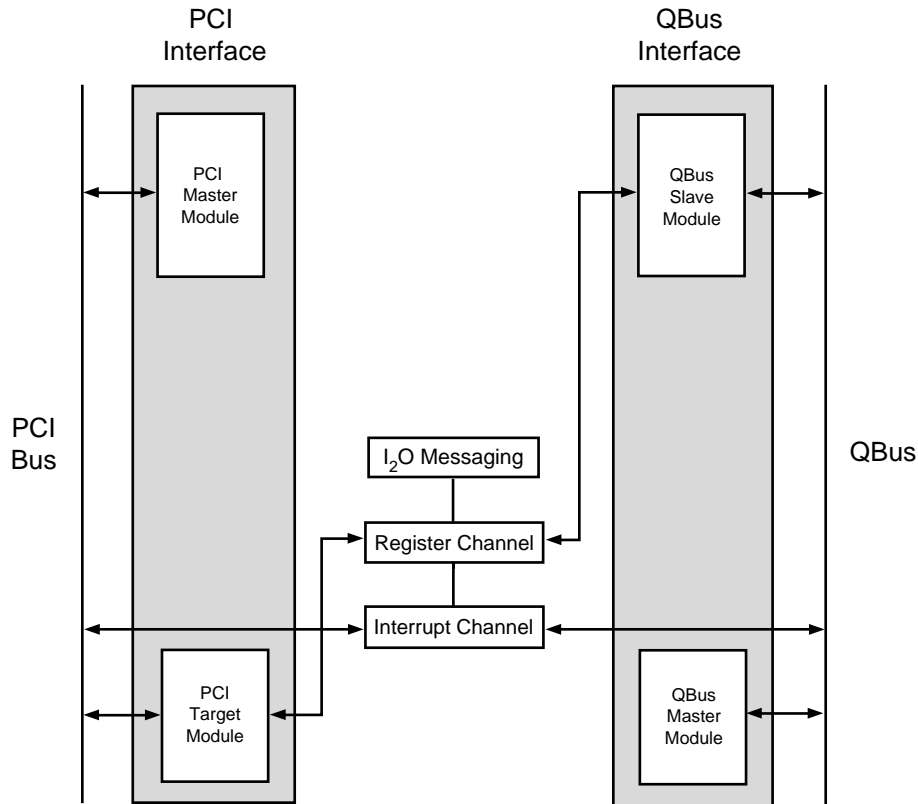 PCI
Interface
QBus
Interface
PCI
Master
Module
QBus
Slave
Module
PCI
Bus
I₂O Messaging
QBus
Register Channel
Interrupt Channel
PCI
Target
Module
QBus
Master
Module